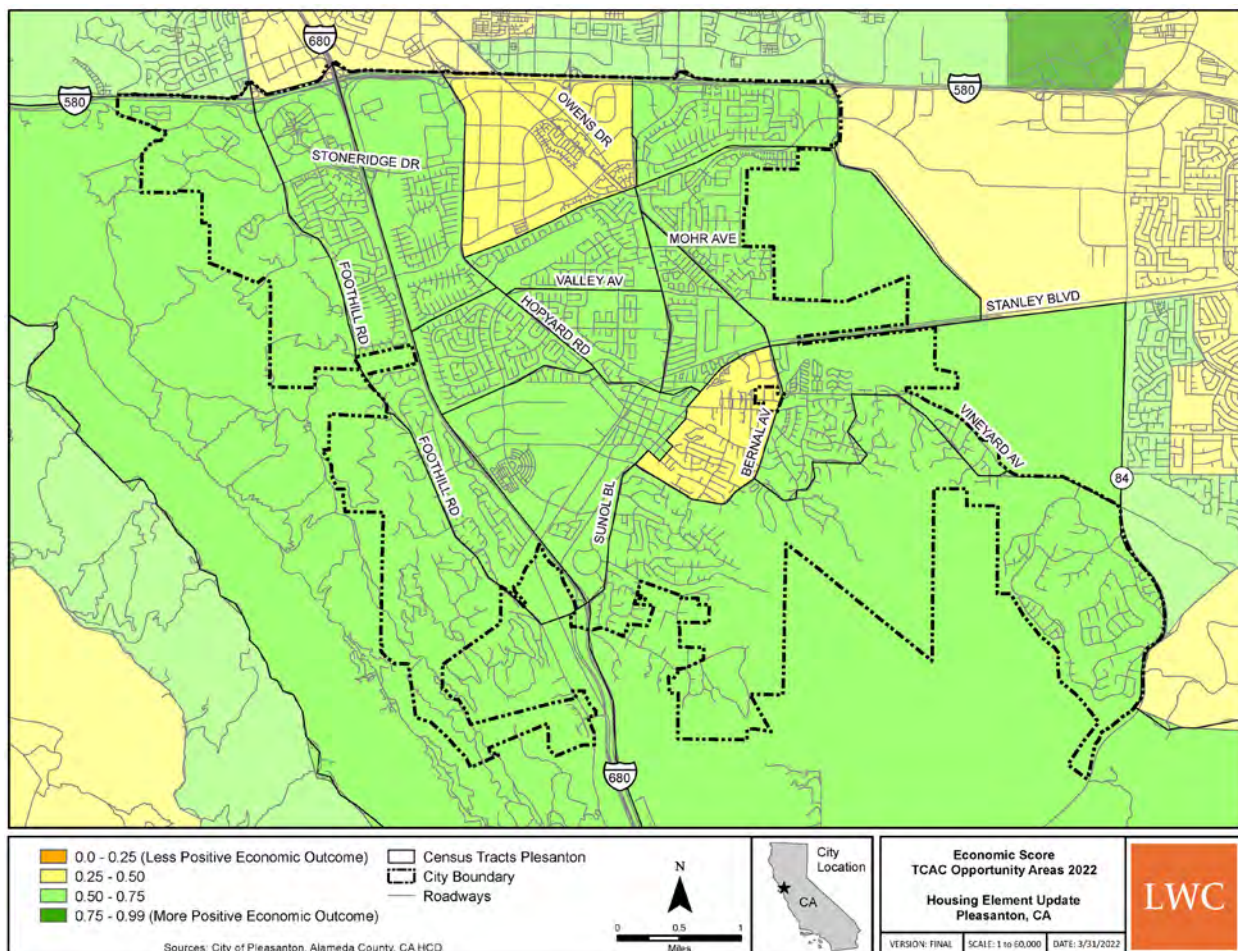 680
580
580
OWENS DR
STONERIDGE DR
MOHR AVE
VALLEY AV
FOOTHILL RD
HOPYARD RD
STANLEY BLVD
BERNAL AV
VINEYARD AV
84
FOOTHILL RD
SUNOL BL
680
0.0 - 0.25 (Less Positive Economic Outcome)
0.25 - 0.50
0.50 - 0.75
0.75 - 0.99 (More Positive Economic Outcome)
Census Tracts Plesanton
City Boundary
Roadways
Sources: City of Pleasanton, Alameda County, CA HCD
N
0 0.5 1
Miles
City
Location
CA
Economic Score
TCAC Opportunity Areas 2022
Housing Element Update
Pleasanton, CA
VERSION: FINAL SCALE: 1 to 60,000 DATE: 3/31/2022
LWC